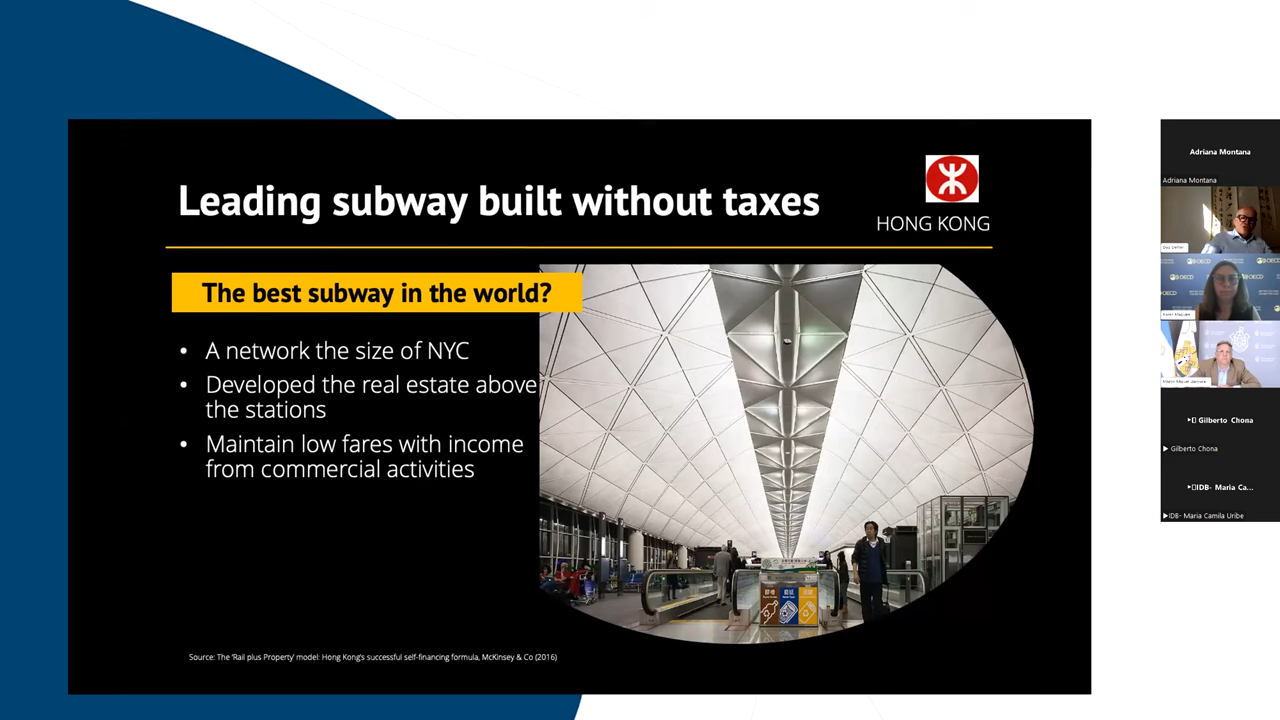 Leading subway built without taxes
HONG KONG
The best subway in the world?
• A network the size of NYC
• Developed the real estate above
the stations
• Maintain low fares with income
from commercial activities
Source: The 'Rail plus Property' model: Hong Kong's successful self-financing formula, McKinsey & Co (2016)
Adriana Montana
Adriana Montana
OECD
OECD
OECD
Gilberto Chona
Gilberto Chona
IDB- Maria Ca...
IDB- Maria Camila Uribe